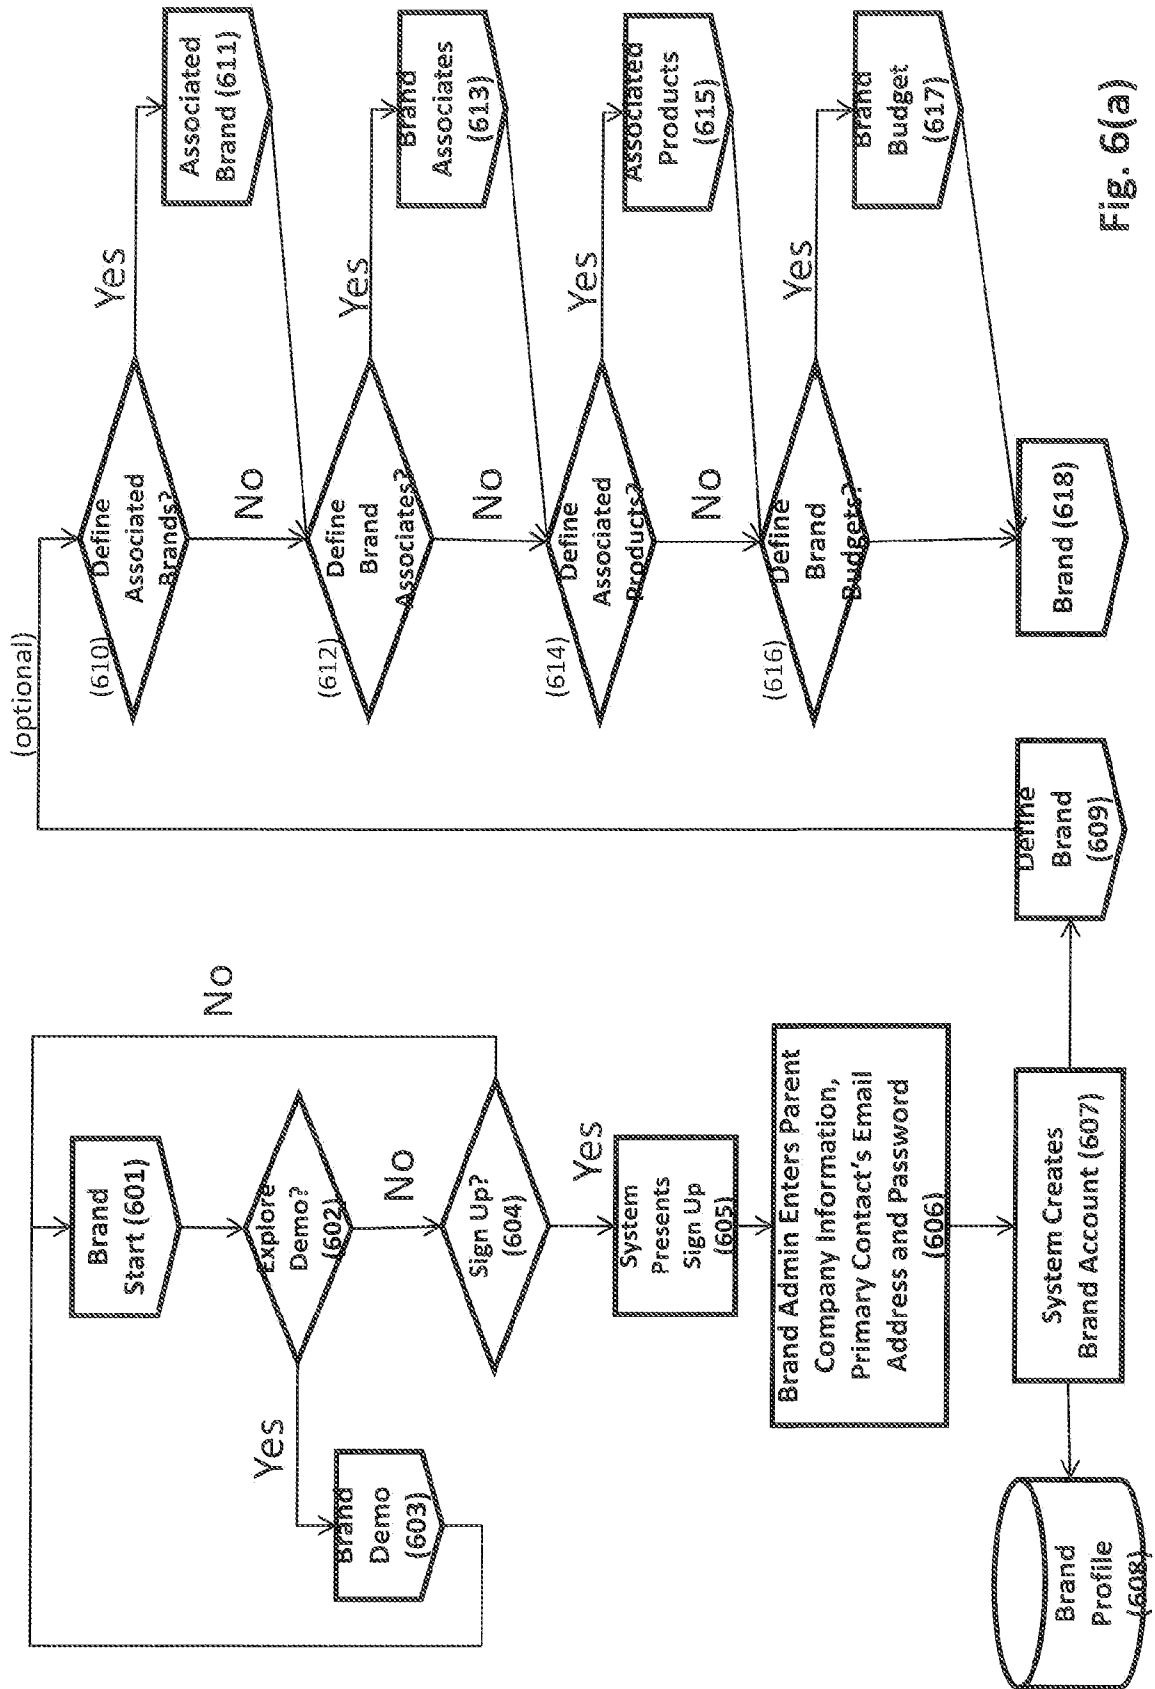 Brand
Start (601)
Explore
Demo?
(602)
Yes
Brand
Demo
(603)
No
Sign Up?
(604)
No
Yes
System
Presents
Sign Up
(605)
Brand Admin Enters Parent
Company Information,
Primary Contact's Email
Address and Password
(606)
System Creates
Brand Account (607)
Brand
Profile
(608)
Define
Brand
(609)
(optional)
(610)
Define
Associated
Brands?
Yes
Associated
Brand (611)
No
(612)
Define
Brand
Associates?
Yes
Brand
Associates
(613)
No
(614)
Define
Associated
Products?
Yes
Associated
Products
(615)
No
(616)
Define
Brand
Budgets?
Yes
Brand
Budget
(617)
Brand (618)
Fig. 6(a)